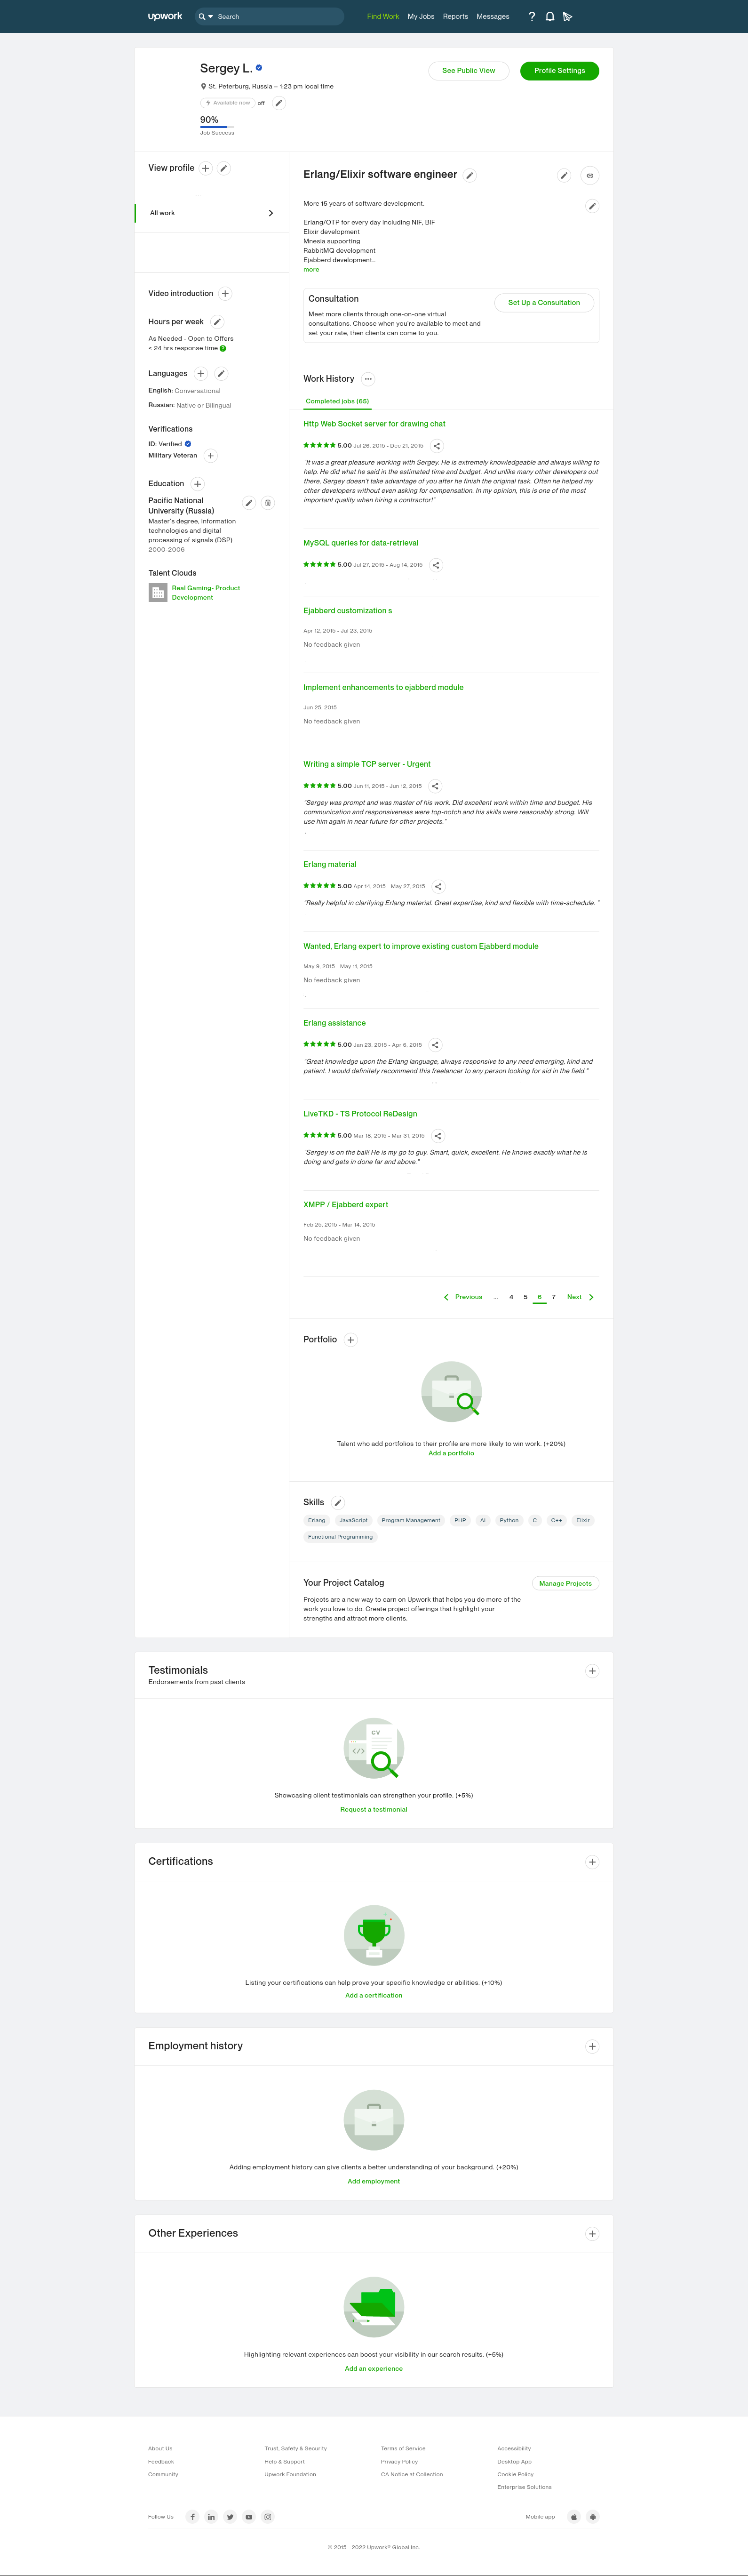 upwork
Search
Find Work
My Jobs
Reports
Messages
Sergey L.
St. Peterburg, Russia – 1:23 pm local time
Available now
off
90%
Job Success
See Public View
Profile Settings
View profile
All work
Video introduction
Hours per week
As Needed - Open to Offers
< 24 hrs response time
Languages
English: Conversational
Russian: Native or Bilingual
Verifications
ID: Verified
Military Veteran
Education
Pacific National
University (Russia)
Master's degree, Information
technologies and digital
processing of signals (DSP)
2000-2006
Talent Clouds
Real Gaming- Product
Development
Erlang/Elixir software engineer
More 15 years of software development.
Erlang/OTP for every day including NIF, BIF
Elixir development
Mnesia supporting
RabbitMQ development
Ejabberd development...
more
Consultation
Meet more clients through one-on-one virtual
consultations. Choose when you're available to meet and
set your rate, then clients can come to you.
Set Up a Consultation
Work History
Completed jobs (65)
Http Web Socket server for drawing chat
5.00 Jul 26, 2015 - Dec 21, 2015
"It was a great pleasure working with Sergey. He is extremely knowledgeable and always willing to
help. He did what he said in the estimated time and budget. And unlike many other developers out
there, Sergey doesn't take advantage of you after he finish the original task. Often he helped my
other developers without even asking for compensation. In my opinion, this is one of the most
important quality when hiring a contractor!"
MySQL queries for data-retrieval
5.00 Jul 27, 2015 - Aug 14, 2015
Ejabberd customization s
Apr 12, 2015 - Jul 23, 2015
No feedback given
Implement enhancements to ejabberd module
Jun 25, 2015
No feedback given
Writing a simple TCP server - Urgent
5.00 Jun 11, 2015 - Jun 12, 2015
"Sergey was prompt and was master of his work. Did excellent work within time and budget. His
communication and responsiveness were top-notch and his skills were reasonably strong. Will
use him again in near future for other projects."
Erlang material
5.00 Apr 14, 2015 - May 27, 2015
"Really helpful in clarifying Erlang material. Great expertise, kind and flexible with time-schedule. "
Wanted, Erlang expert to improve existing custom Ejabberd module
May 9, 2015 - May 11, 2015
No feedback given
Erlang assistance
5.00 Jan 23, 2015 - Apr 6, 2015
"Great knowledge upon the Erlang language, always responsive to any need emerging, kind and
patient. I would definitely recommend this freelancer to any person looking for aid in the field."
LiveTKD - TS Protocol ReDesign
5.00 Mar 18, 2015 - Mar 31, 2015
"Sergey is on the ball! He is my go to guy. Smart, quick, excellent. He knows exactly what he is
doing and gets in done far and above."
XMPP / Ejabberd expert
Feb 25, 2015 - Mar 14, 2015
No feedback given
Previous ... 4 5 6 7 Next
Portfolio
Talent who add portfolios to their profile are more likely to win work. (+20%)
Add a portfolio
Skills
Erlang JavaScript Program Management PHP AI Python C C++ Elixir
Functional Programming
Your Project Catalog
Manage Projects
Projects are a new way to earn on Upwork that helps you do more of the
work you love to do. Create project offerings that highlight your
strengths and attract more clients.
Testimonials
Endorsements from past clients
CV
</>
Showcasing client testimonials can strengthen your profile. (+5%)
Request a testimonial
Certifications
Listing your certifications can help prove your specific knowledge or abilities. (+10%)
Add a certification
Employment history
Adding employment history can give clients a better understanding of your background. (+20%)
Add employment
Other Experiences
Highlighting relevant experiences can boost your visibility in our search results. (+5%)
Add an experience
About Us
Feedback
Community
Trust, Safety & Security
Help & Support
Upwork Foundation
Terms of Service
Privacy Policy
CA Notice at Collection
Accessibility
Desktop App
Cookie Policy
Enterprise Solutions
Follow Us
Mobile app
© 2015 - 2022 Upwork® Global Inc.